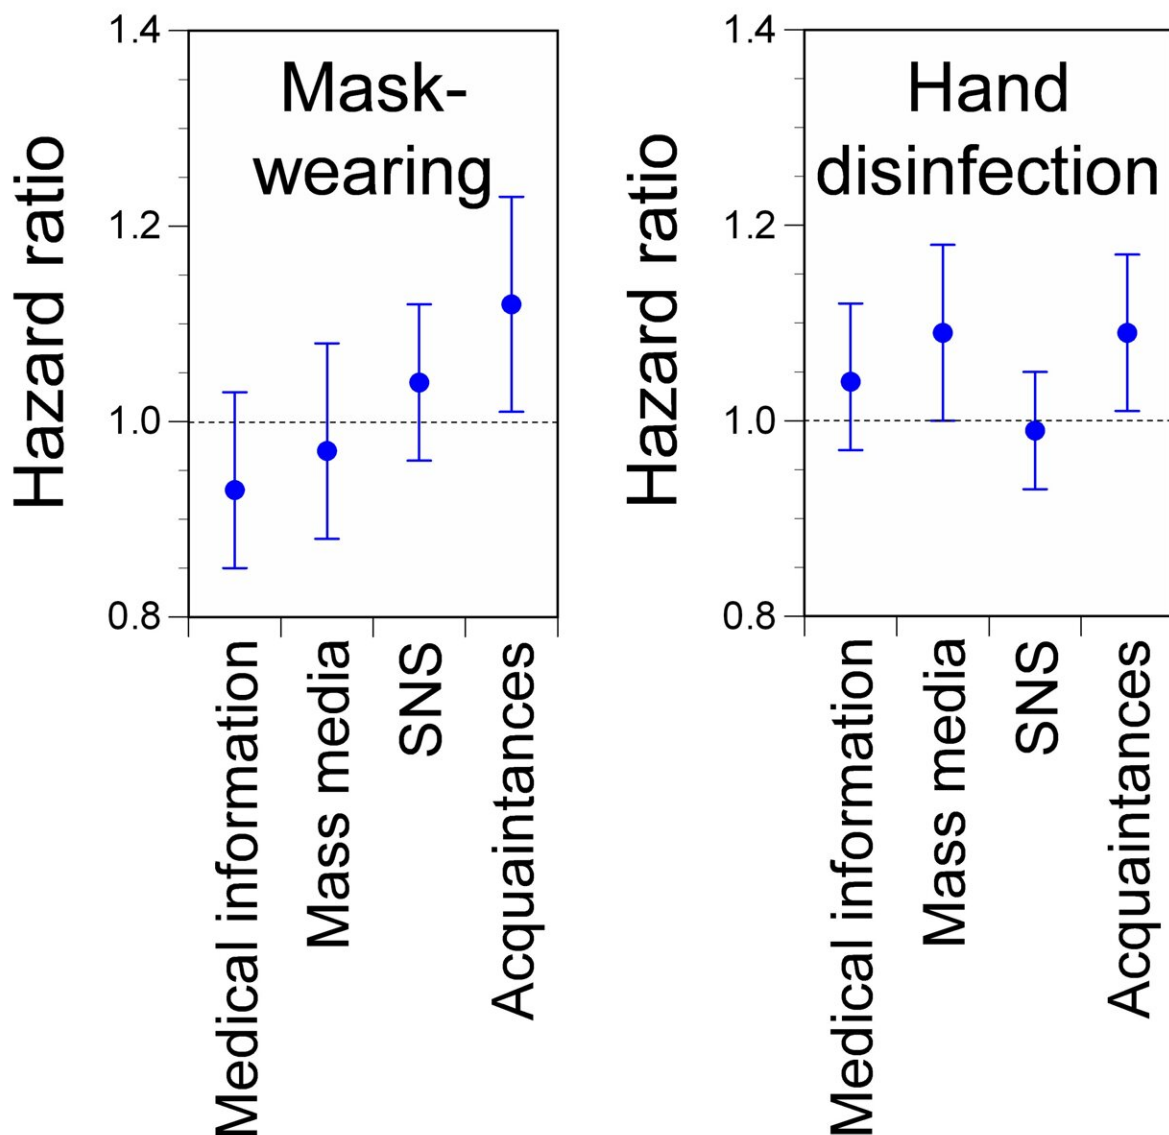 Hazard ratio
1.4
1.2
1.0
0.8
Mask-
wearing
Medical information
Mass media
SNS
Acquaintances
Hazard ratio
1.4
1.2
1.0
0.8
Hand
disinfection
Medical information
Mass media
SNS
Acquaintances